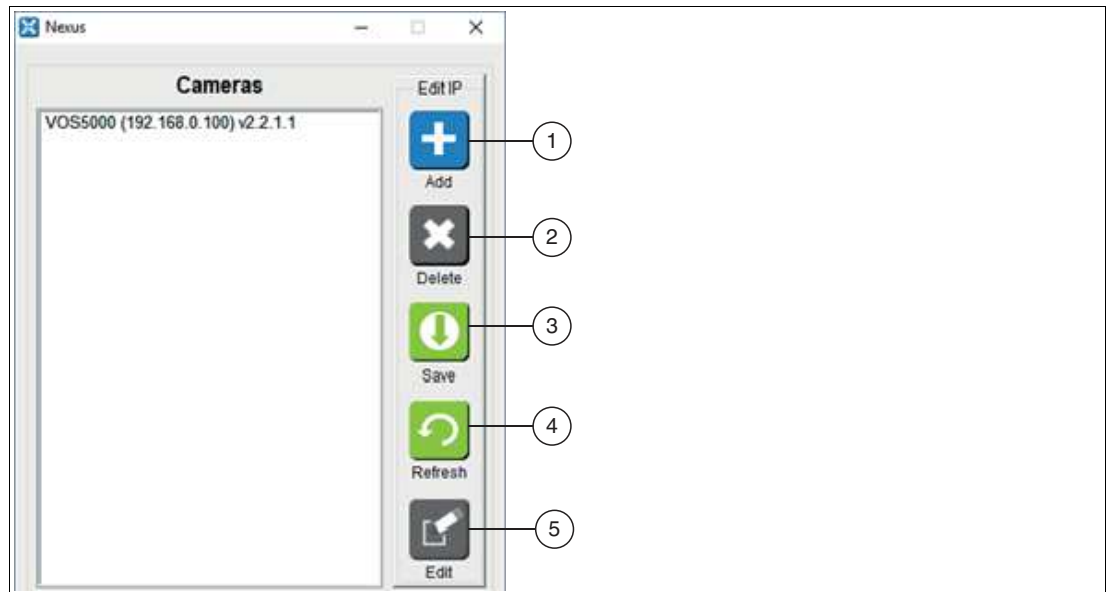 Nexus
Cameras
Edit IP
VOS5000 (192.168.0.100) v2.2.1.1
1
Add
2
Delete
3
Save
4
Refresh
5
Edit